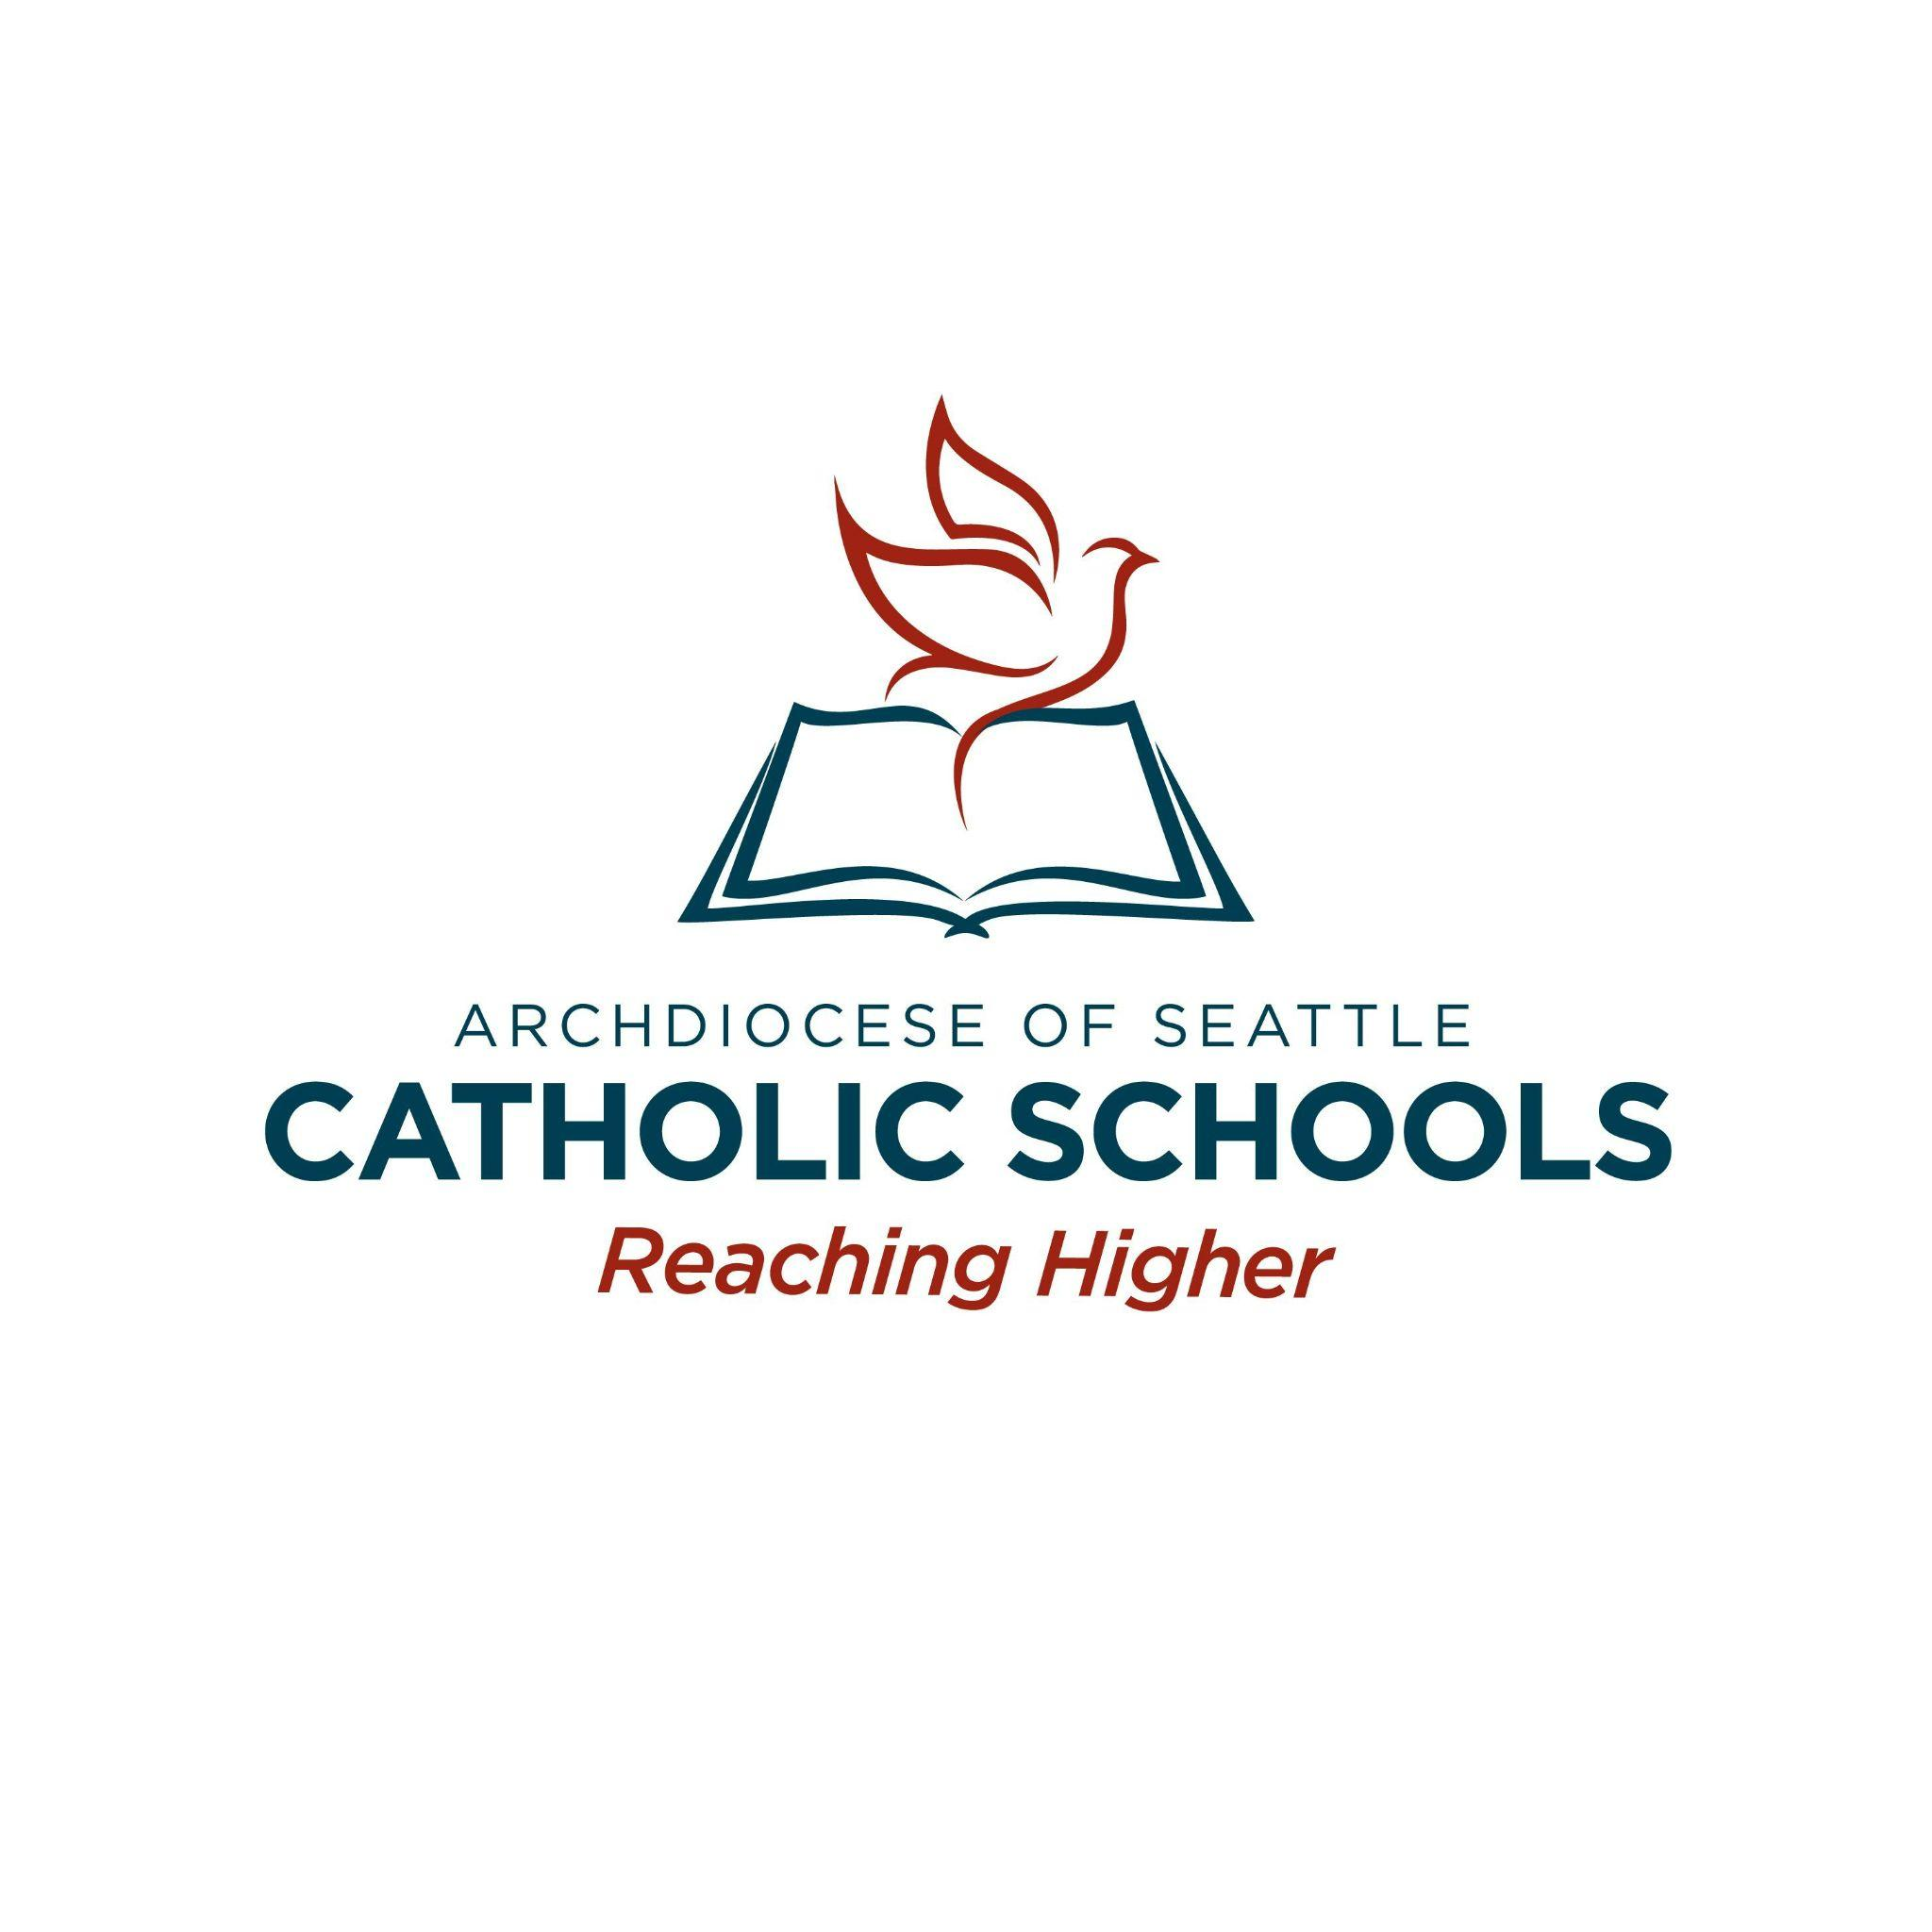 ARCHDIOCESE OF SEATTLE
CATHOLIC SCHOOLS
Reaching Higher